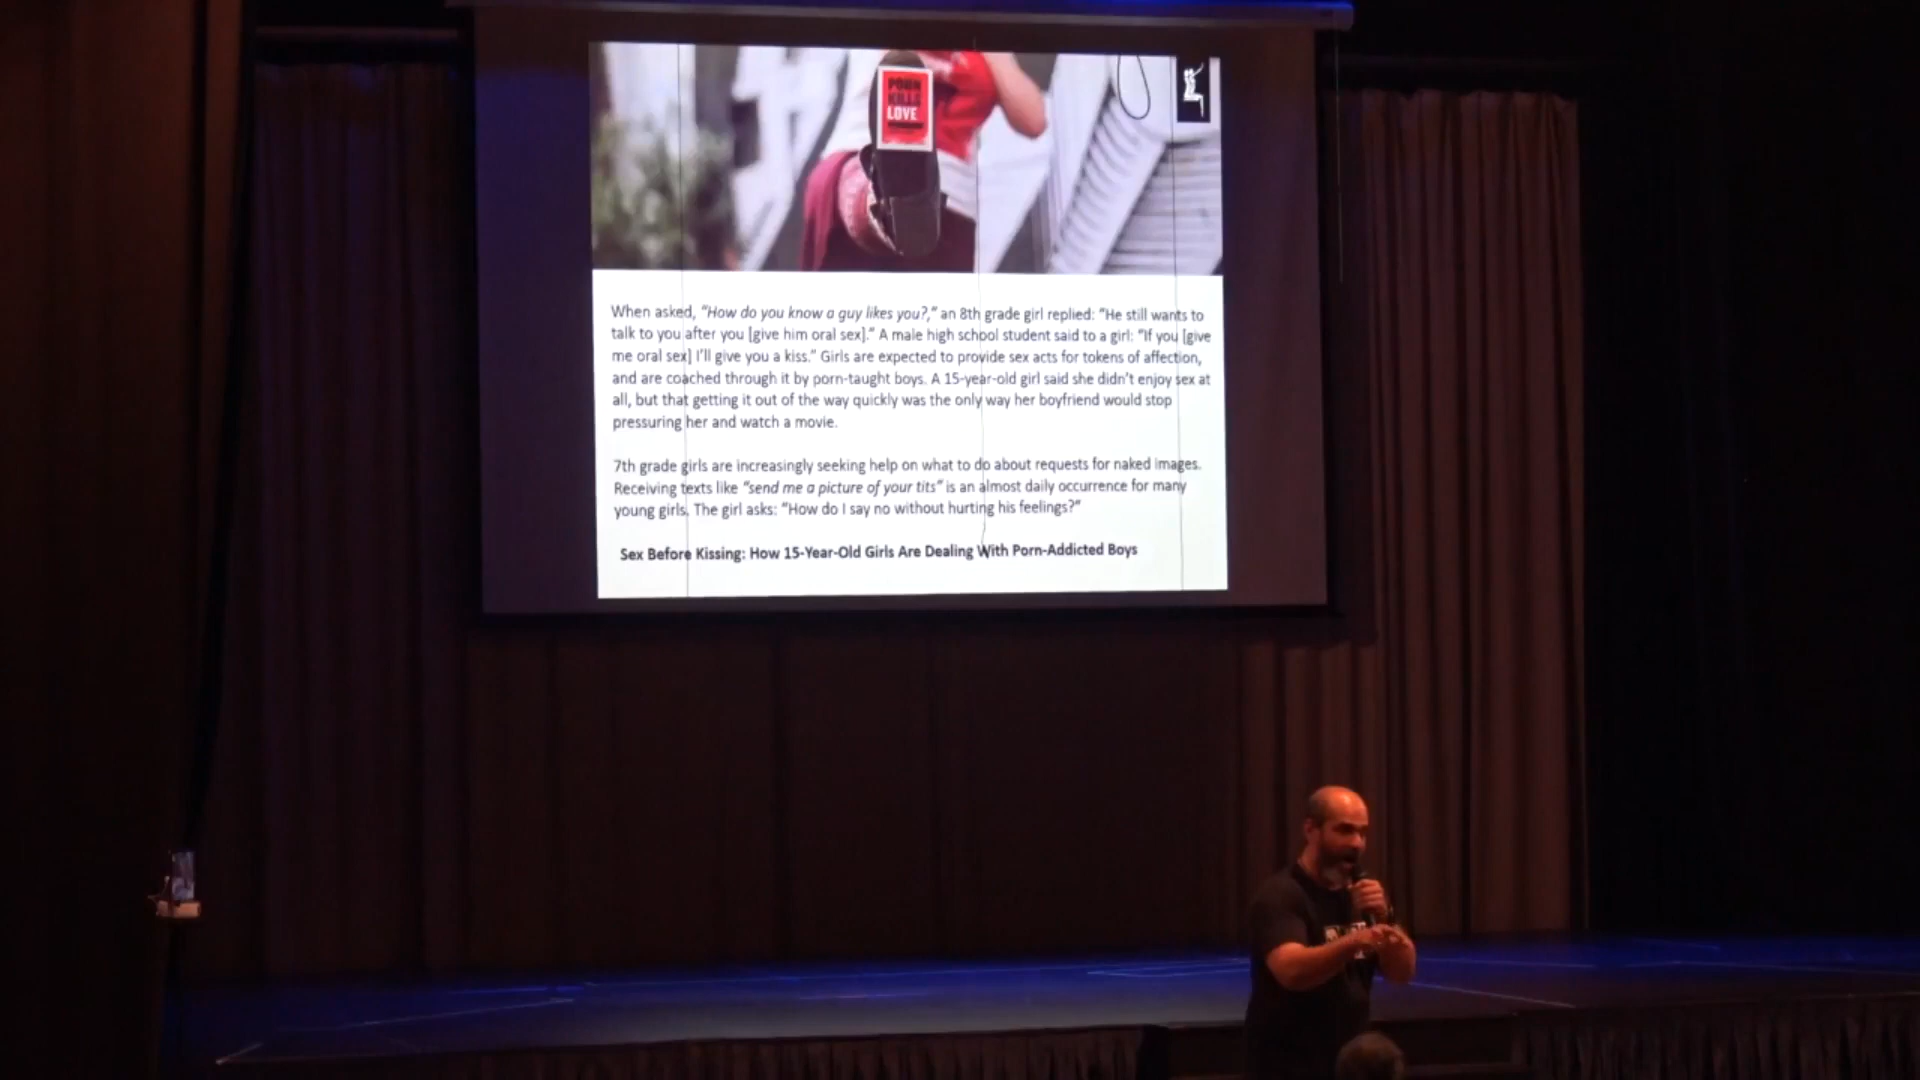 PORN
KILLS
LOVE
When asked, “How do you know a guy likes you?,” an 8th grade girl replied: “He still wants to
talk to you after you [give him oral sex].” A male high school student said to a girl: “If you [give
me oral sex] I’ll give you a kiss.” Girls are expected to provide sex acts for tokens of affection,
and are coached through it by porn-taught boys. A 15-year-old girl said she didn’t enjoy sex at
all, but that getting it out of the way quickly was the only way her boyfriend would stop
pressuring her and watch a movie.
7th grade girls are increasingly seeking help on what to do about requests for naked images.
Receiving texts like “send me a picture of your tits” is an almost daily occurrence for many
young girls. The girl asks: “How do I say no without hurting his feelings?”
Sex Before Kissing: How 15-Year-Old Girls Are Dealing With Porn-Addicted Boys